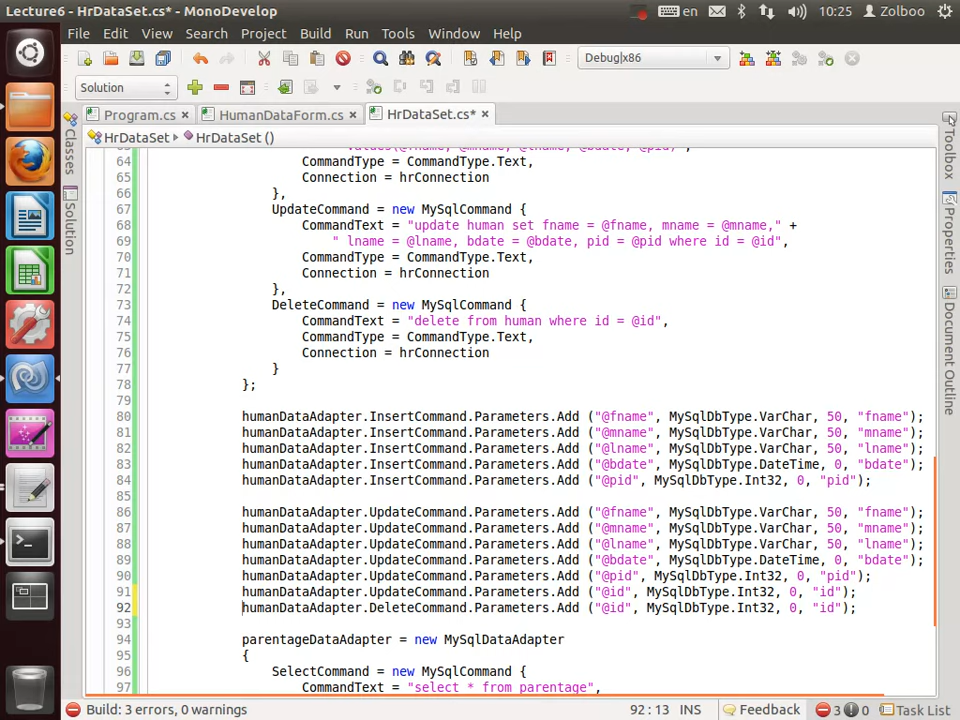 Lecture6 - HrDataSet.cs* - MonoDevelop
en
10:25
Zolboo
File Edit View Search Project Build Run Tools Window Help
Debug|x86
Solution
Program.cs
HumanDataForm.cs
HrDataSet.cs*
HrDataSet
HrDataSet ()
Classes
Solution
Toolbox
Properties
Document Outline
64 CommandType = CommandType.Text,
65 Connection = hrConnection
66 },
67 UpdateCommand = new MySqlCommand {
68 CommandText = "update human set fname = @fname, mname = @mname," +
69 " lname = @lname, bdate = @bdate, pid = @pid where id = @id",
70 CommandType = CommandType.Text,
71 Connection = hrConnection
72 },
73 DeleteCommand = new MySqlCommand {
74 CommandText = "delete from human where id = @id",
75 CommandType = CommandType.Text,
76 Connection = hrConnection
77 }
78 };
79
80 humanDataAdapter.InsertCommand.Parameters.Add ("@fname", MySqlDbType.VarChar, 50, "fname");
81 humanDataAdapter.InsertCommand.Parameters.Add ("@mname", MySqlDbType.VarChar, 50, "mname");
82 humanDataAdapter.InsertCommand.Parameters.Add ("@lname", MySqlDbType.VarChar, 50, "lname");
83 humanDataAdapter.InsertCommand.Parameters.Add ("@bdate", MySqlDbType.DateTime, 0, "bdate");
84 humanDataAdapter.InsertCommand.Parameters.Add ("@pid", MySqlDbType.Int32, 0, "pid");
85
86 humanDataAdapter.UpdateCommand.Parameters.Add ("@fname", MySqlDbType.VarChar, 50, "fname");
87 humanDataAdapter.UpdateCommand.Parameters.Add ("@mname", MySqlDbType.VarChar, 50, "mname");
88 humanDataAdapter.UpdateCommand.Parameters.Add ("@lname", MySqlDbType.VarChar, 50, "lname");
89 humanDataAdapter.UpdateCommand.Parameters.Add ("@bdate", MySqlDbType.DateTime, 0, "bdate");
90 humanDataAdapter.UpdateCommand.Parameters.Add ("@pid", MySqlDbType.Int32, 0, "pid");
91 humanDataAdapter.UpdateCommand.Parameters.Add ("@id", MySqlDbType.Int32, 0, "id");
92 humanDataAdapter.DeleteCommand.Parameters.Add ("@id", MySqlDbType.Int32, 0, "id");
93
94 parentageDataAdapter = new MySqlDataAdapter
95 {
96 SelectCommand = new MySqlCommand {
97 CommandText = "select * from parentage",
Build: 3 errors, 0 warnings
92 : 13 INS
Feedback
3
0
Task List